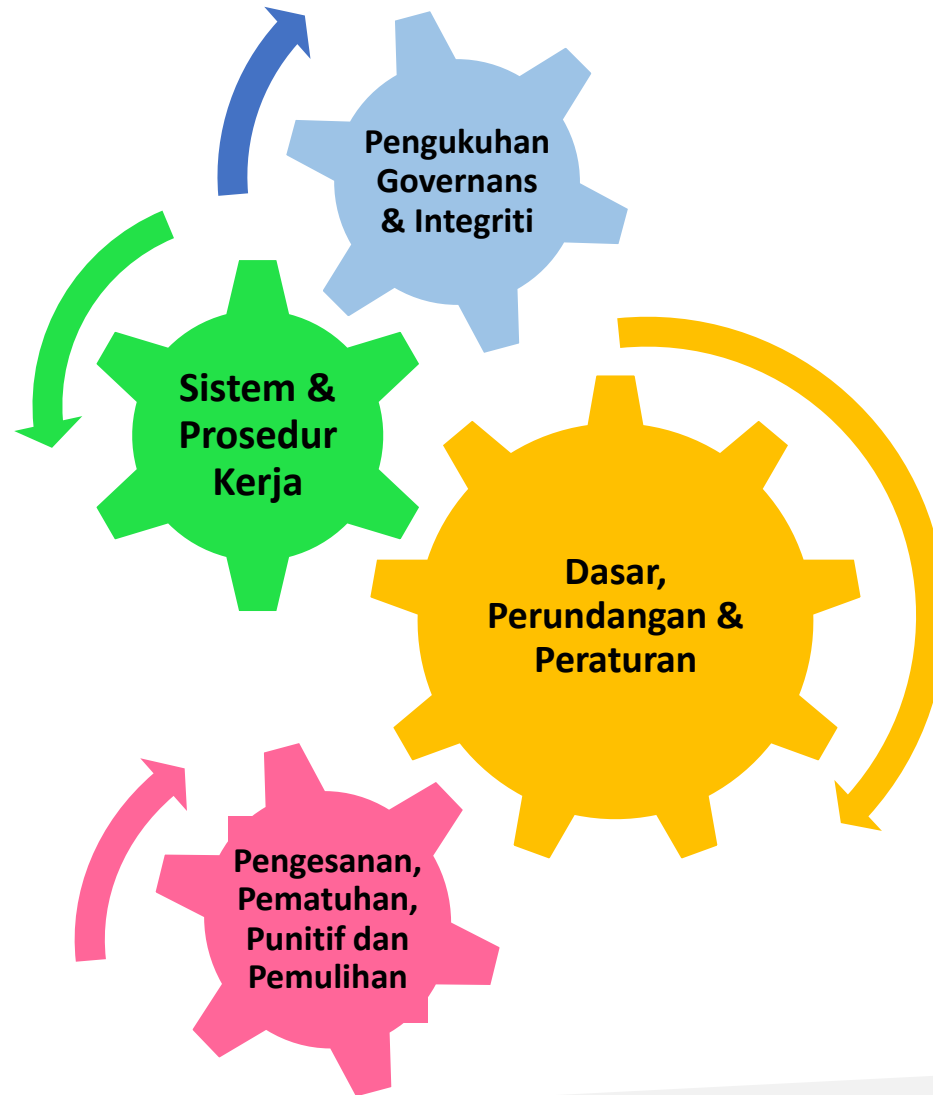 Pengukuhan
Governans
& Integriti
Sistem &
Prosedur
Kerja
Dasar,
Perundangan &
Peraturan
Pengesanan,
Pematuhan,
Punitif dan
Pemulihan